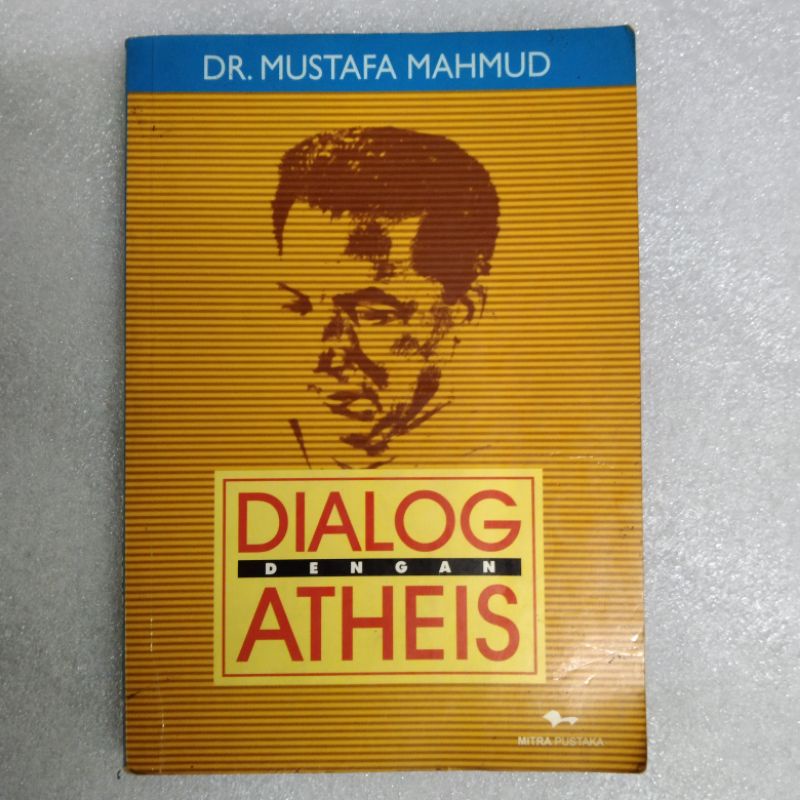 DR. MUSTAFA MAHMUD
DIALOG
DENGAN
ATHEIS
MITRA PUSTAKA